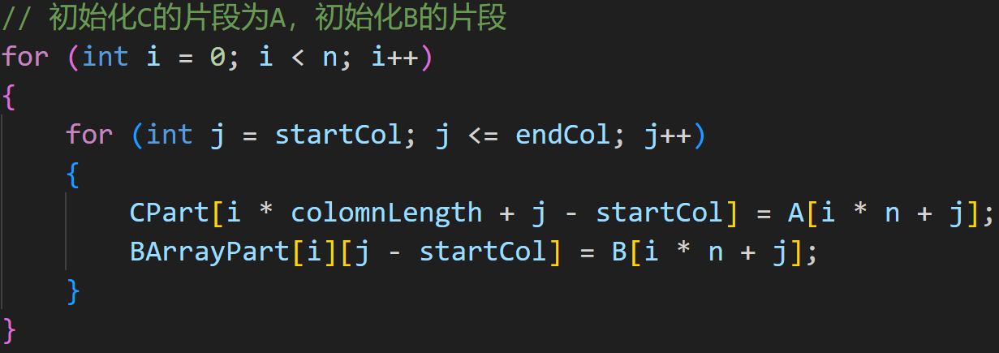 // 初始化C的片段为A，初始化B的片段
for (int i = 0; i < n; i++)
{
    for (int j = startCol; j <= endCol; j++)
    {
        CPart[i * colomnLength + j - startCol] = A[i * n + j];
        BArrayPart[i][j - startCol] = B[i * n + j];
    }
}